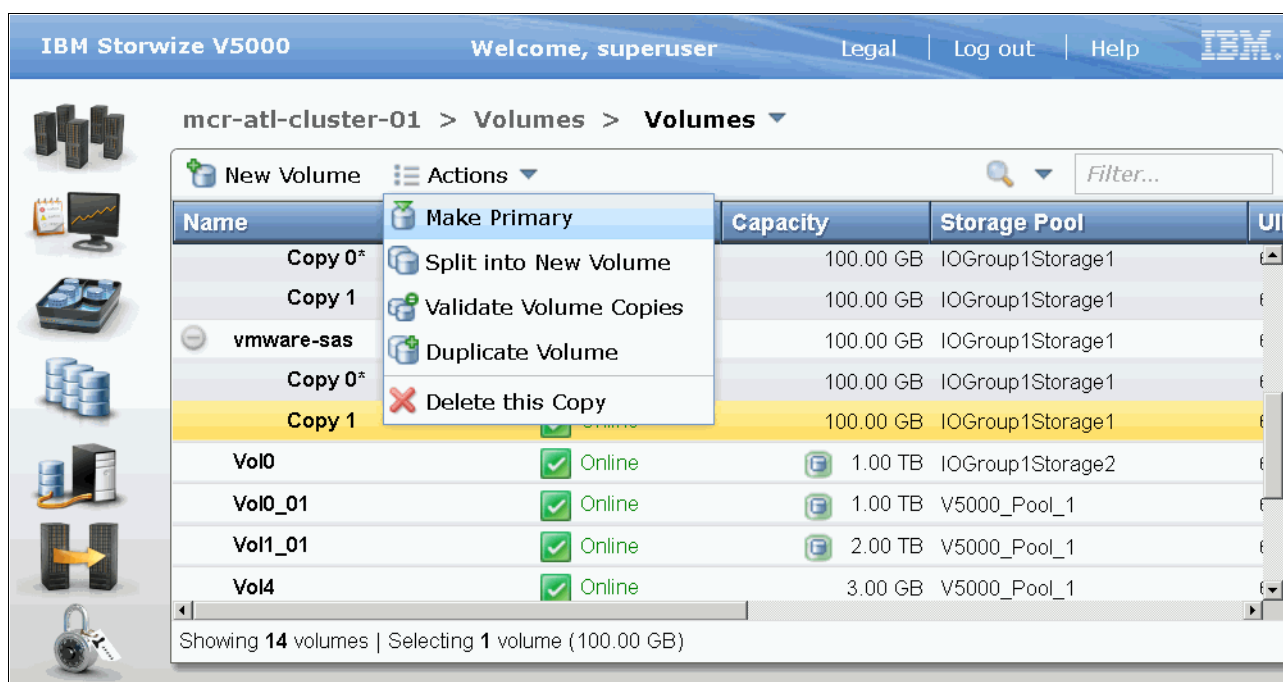 IBM Storwize V5000 Welcome, superuser Legal Log out Help IBM.
mcr-atl-cluster-01 > Volumes > Volumes
New Volume Actions Filter...
Name Capacity Storage Pool
Make Primary
Copy 0* 100.00 GB IOGroup1Storage1
Split into New Volume
Copy 1 100.00 GB IOGroup1Storage1
Validate Volume Copies
vmware-sas 100.00 GB IOGroup1Storage1
Duplicate Volume
Copy 0* 100.00 GB IOGroup1Storage1
Delete this Copy
Copy 1 Online 100.00 GB IOGroup1Storage1
Vol0 Online 1.00 TB IOGroup1Storage2
Vol0_01 Online 1.00 TB V5000_Pool_1
Vol1_01 Online 2.00 TB V5000_Pool_1
Vol4 Online 3.00 GB V5000_Pool_1
Showing 14 volumes | Selecting 1 volume (100.00 GB)